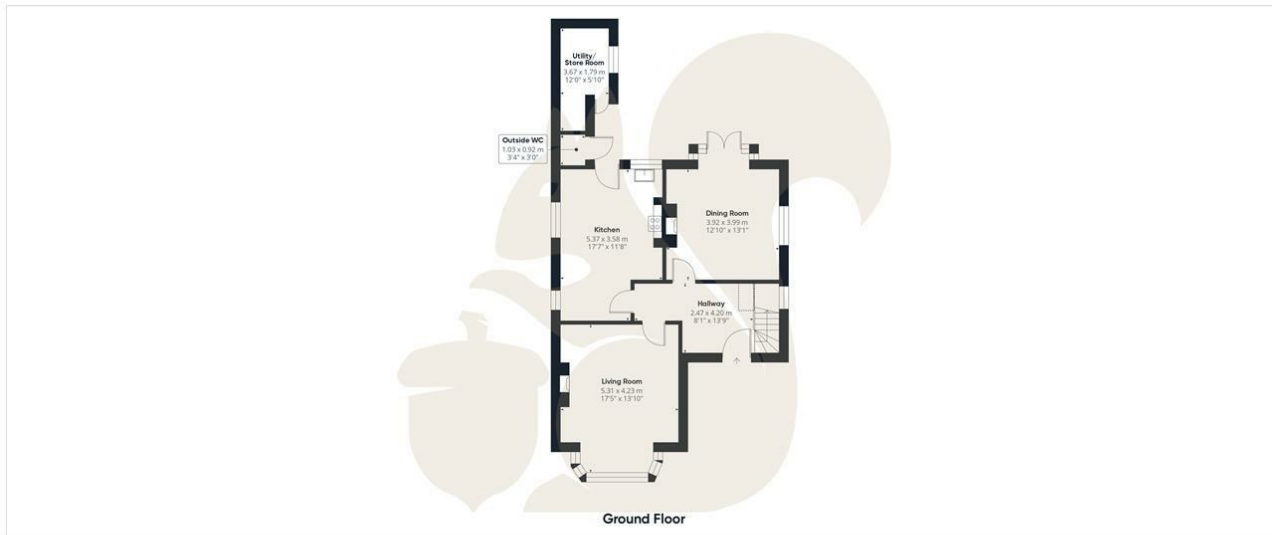 Utility/
Store Room
3.67 x 1.79 m
12'0" x 5'10"
Outside WC
1.03 x 0.92 m
3'4" x 3'0"
Dining Room
3.92 x 3.99 m
12'10" x 13'1"
Kitchen
5.37 x 3.58 m
17'7" x 11'8"
Hallway
2.47 x 4.20 m
8'1" x 13'9"
Living Room
5.31 x 4.23 m
17'5" x 13'10"
Ground Floor